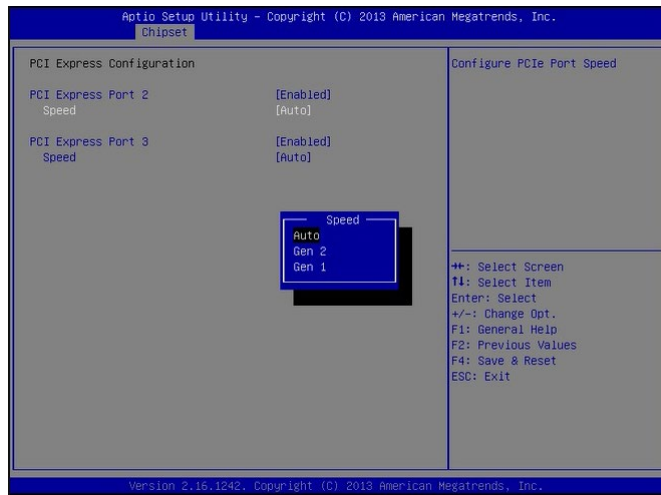 Aptio Setup Utility – Copyright (C) 2013 American Megatrends, Inc.
Chipset
PCI Express Configuration
PCI Express Port 2 [Enabled]
Speed [Auto]
PCI Express Port 3 [Enabled]
Speed [Auto]
Speed
Auto
Gen 2
Gen 1
Configure PCIe Port Speed
→←: Select Screen
↑↓: Select Item
Enter: Select
+/-: Change Opt.
F1: General Help
F2: Previous Values
F4: Save & Reset
ESC: Exit
Version 2.16.1242. Copyright (C) 2013 American Megatrends, Inc.